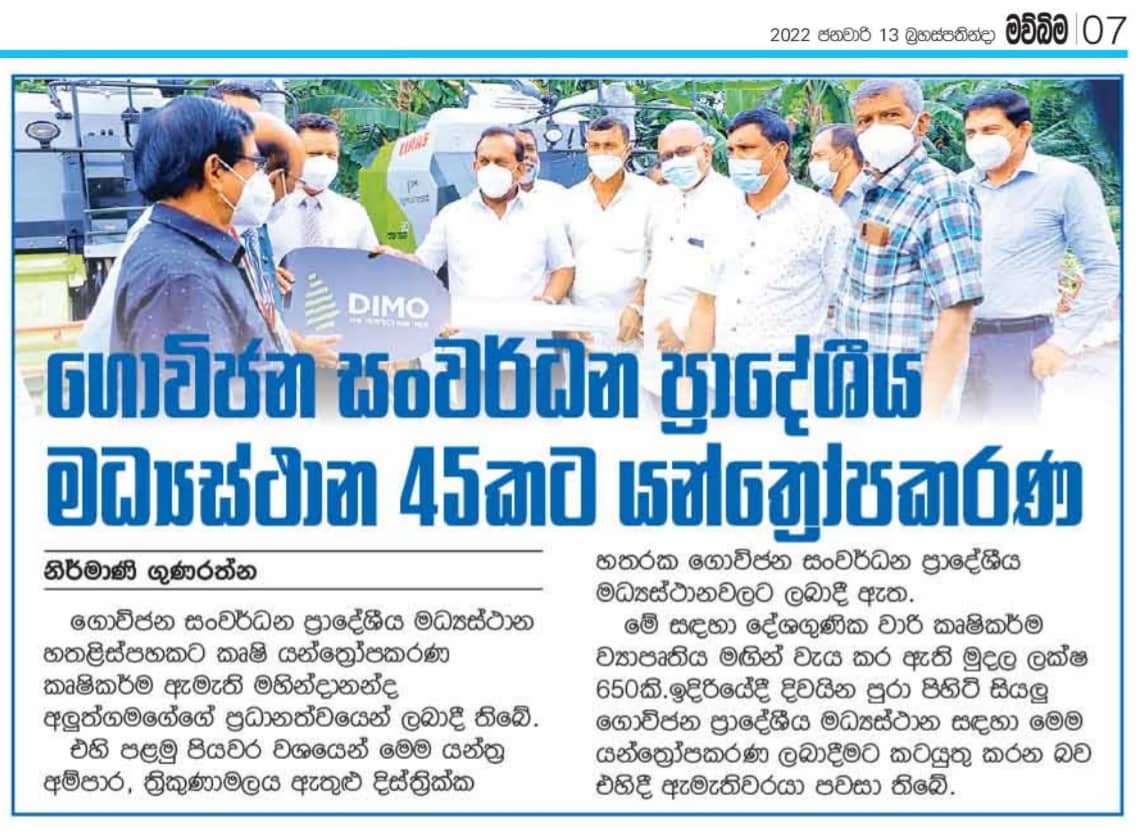 2022 ජනවාරි 13 බ්‍රහස්පතින්දා මව්බිම 07
DIMO
ගොවිජන සංවර්ධන ප්‍රාදේශීය
මධ්‍යස්ථාන 45කට යන්ත්‍රෝපකරණ
නිර්මාණි ගුණරත්න
ගොවිජන සංවර්ධන ප්‍රාදේශීය මධ්‍යස්ථාන
හතළිස්පහකට කෘෂි යන්ත්‍රෝපකරණ
කෘෂිකර්ම ඇමැති මහින්දානන්ද
අලුත්ගමගේගේ ප්‍රධානත්වයෙන් ලබාදී තිබේ.
එහි පළමු පියවර වශයෙන් මෙම යන්ත්‍ර
අම්පාර, ත්‍රිකුණාමලය ඇතුළු දිස්ත්‍රික්ක
හතරක ගොවිජන සංවර්ධන ප්‍රාදේශීය
මධ්‍යස්ථානවලට ලබාදී ඇත.
මේ සඳහා දේශගුණික වාරි කෘෂිකර්ම
ව්‍යාපෘතිය මඟින් වැය කර ඇති මුදල ලක්ෂ
650කි.ඉදිරියේදී දිවයින පුරා පිහිටි සියලු
ගොවිජන ප්‍රාදේශීය මධ්‍යස්ථාන සඳහා මෙම
යන්ත්‍රෝපකරණ ලබාදීමට කටයුතු කරන බව
එහිදී ඇමැතිවරයා පවසා තිබේ.